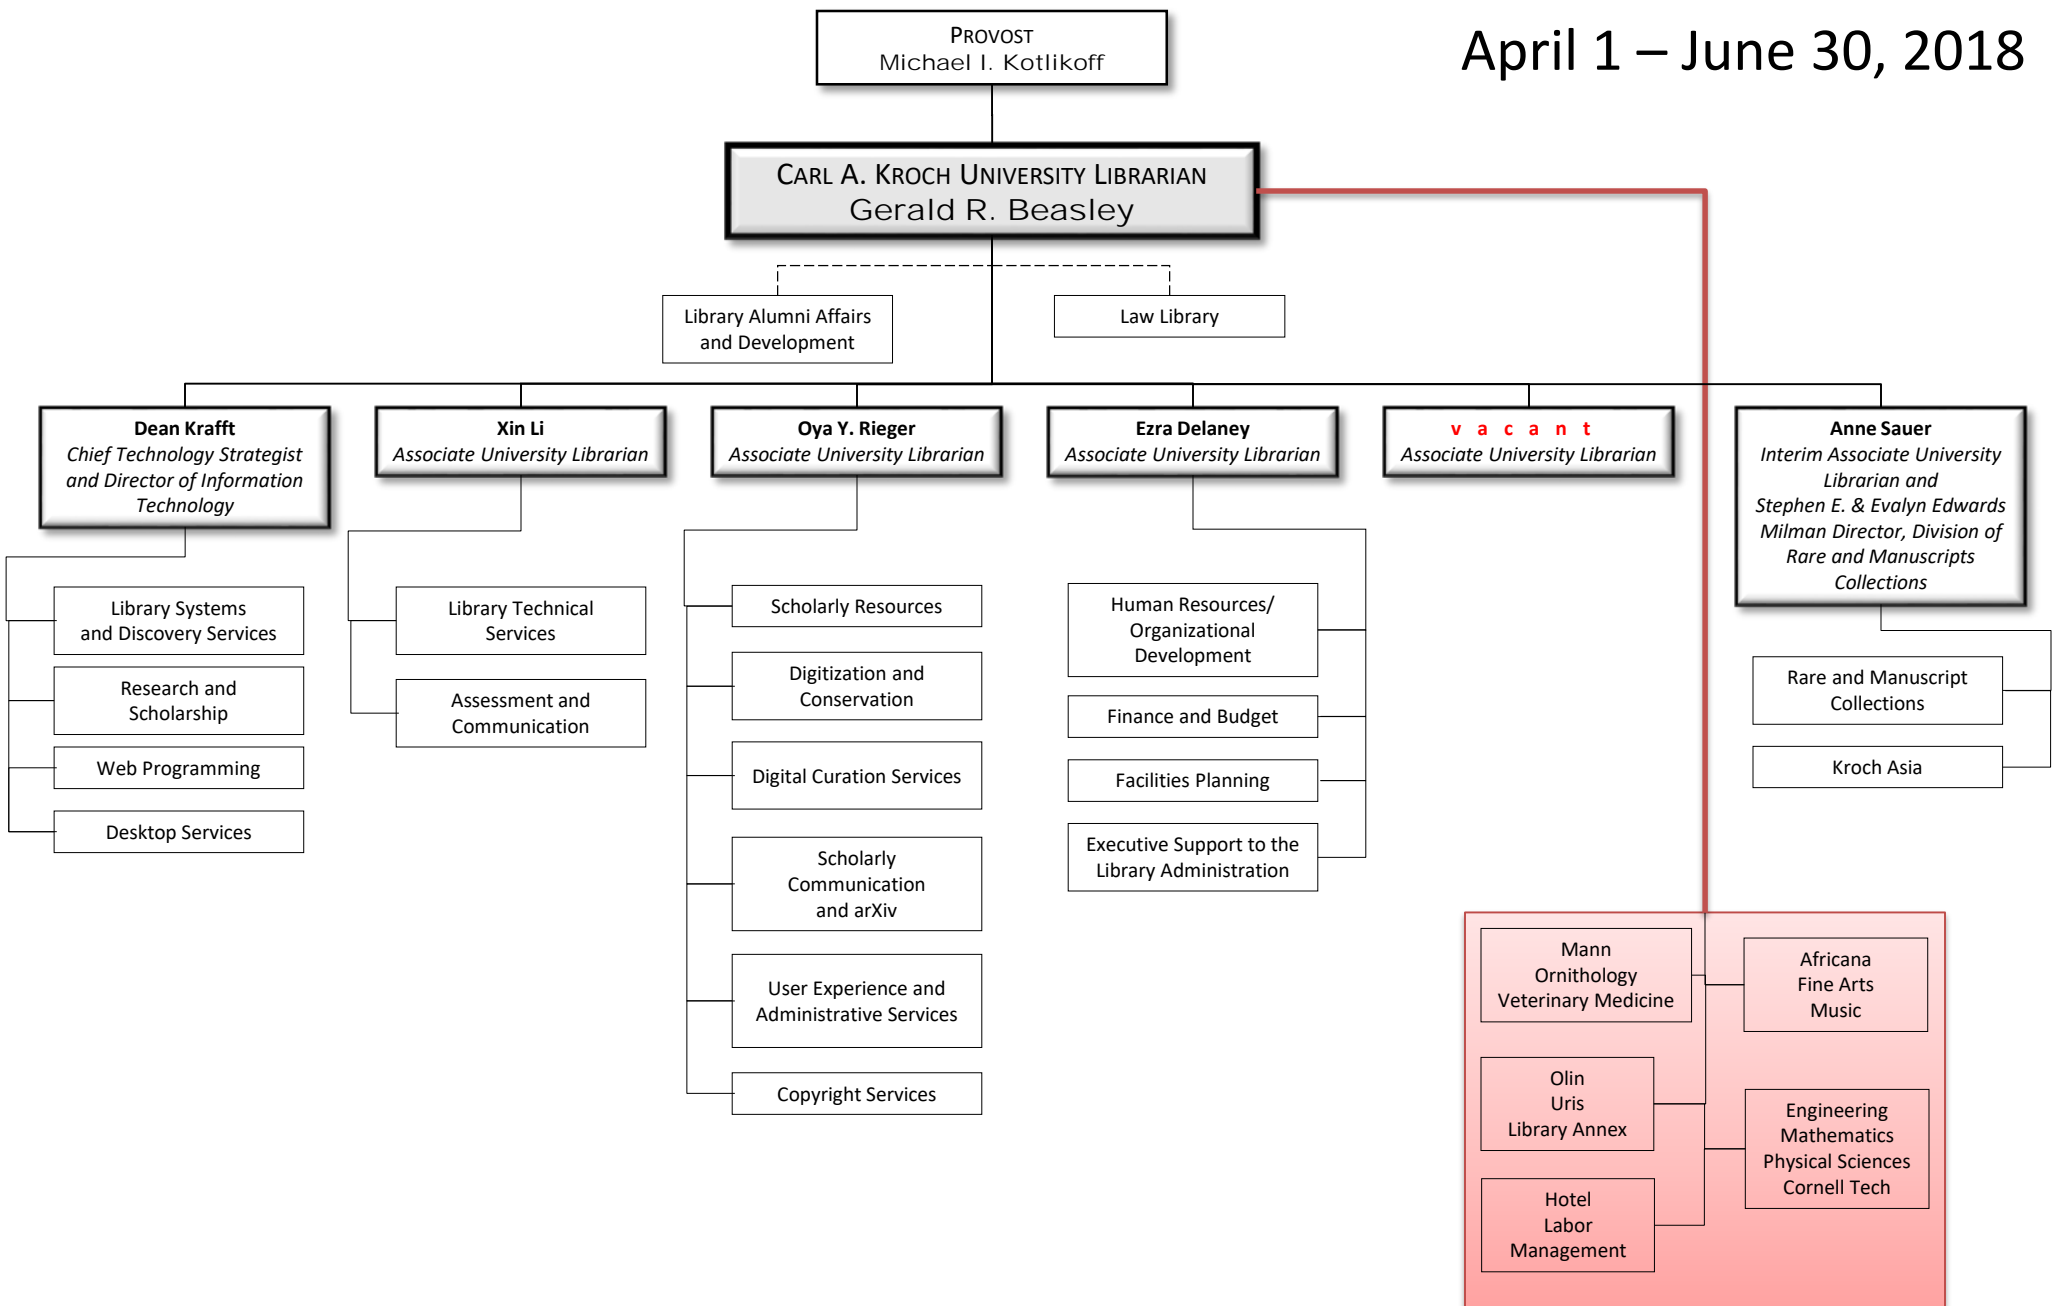 April 1 – June 30, 2018
PROVOST
Michael I. Kotlikoff
CARL A. KROCH UNIVERSITY LIBRARIAN
Gerald R. Beasley
Library Alumni Affairs
and Development
Law Library
Dean Krafft
Chief Technology Strategist
and Director of Information
Technology
Xin Li
Associate University Librarian
Oya Y. Rieger
Associate University Librarian
Ezra Delaney
Associate University Librarian
v a c a n t
Associate University Librarian
Anne Sauer
Interim Associate University
Librarian and
Stephen E. & Evalyn Edwards
Milman Director, Division of
Rare and Manuscripts
Collections
Library Systems
and Discovery Services
Research and
Scholarship
Web Programming
Desktop Services
Library Technical
Services
Assessment and
Communication
Scholarly Resources
Digitization and
Conservation
Digital Curation Services
Scholarly
Communication
and arXiv
User Experience and
Administrative Services
Copyright Services
Human Resources/
Organizational
Development
Finance and Budget
Facilities Planning
Executive Support to the
Library Administration
Rare and Manuscript
Collections
Kroch Asia
Mann
Ornithology
Veterinary Medicine
Africana
Fine Arts
Music
Olin
Uris
Library Annex
Engineering
Mathematics
Physical Sciences
Cornell Tech
Hotel
Labor
Management